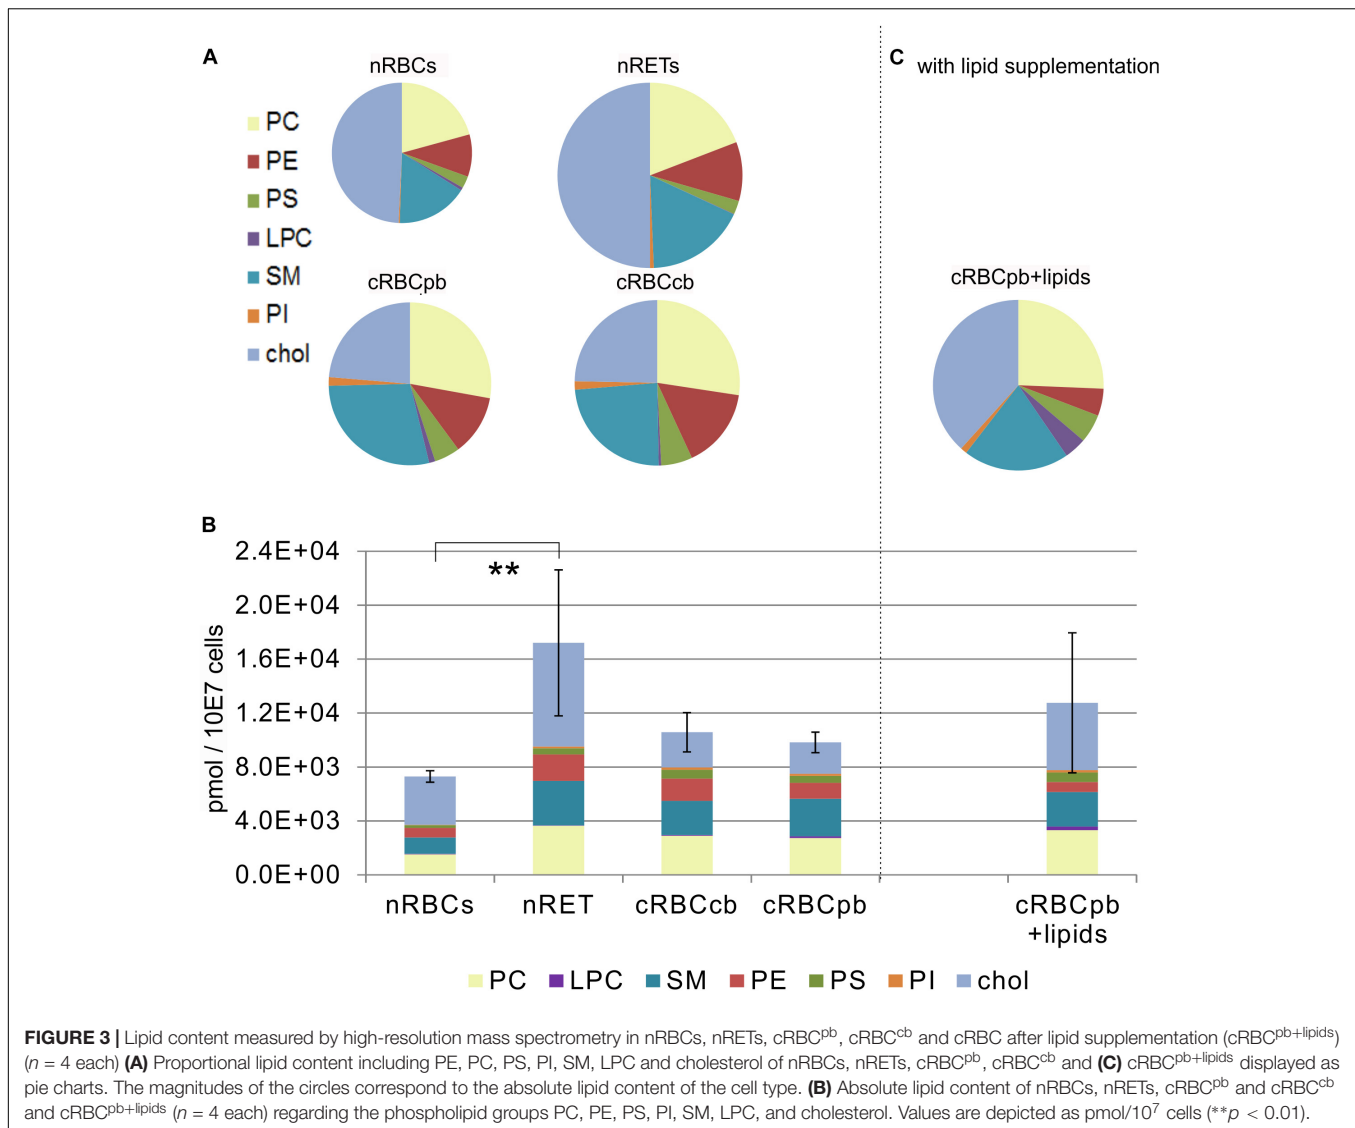 A
nRBCs
nRETs
C with lipid supplementation
PC
PE
PS
LPC
SM
PI
chol
cRBCpb
cRBCcb
cRBCpb+lipids
B
pmol / 10E7 cells
2.4E+04
2.0E+04
1.6E+04
1.2E+04
8.0E+03
4.0E+03
0.0E+00
**
nRBCs
nRET
cRBCcb
cRBCpb
cRBCpb
+lipids
PC LPC SM PE PS PI chol
FIGURE 3 | Lipid content measured by high-resolution mass spectrometry in nRBCs, nRETs, cRBCᵖᵇ, cRBCᶜᵇ and cRBC after lipid supplementation (cRBCᵖᵇ⁺ˡⁱᵖⁱᵈˢ)
(n = 4 each) (A) Proportional lipid content including PE, PC, PS, PI, SM, LPC and cholesterol of nRBCs, nRETs, cRBCᵖᵇ, cRBCᶜᵇ and (C) cRBCᵖᵇ⁺ˡⁱᵖⁱᵈˢ displayed as
pie charts. The magnitudes of the circles correspond to the absolute lipid content of the cell type. (B) Absolute lipid content of nRBCs, nRETs, cRBCᵖᵇ and cRBCᶜᵇ
and cRBCᵖᵇ⁺ˡⁱᵖⁱᵈˢ (n = 4 each) regarding the phospholipid groups PC, PE, PS, PI, SM, LPC, and cholesterol. Values are depicted as pmol/10⁷ cells (**p < 0.01).